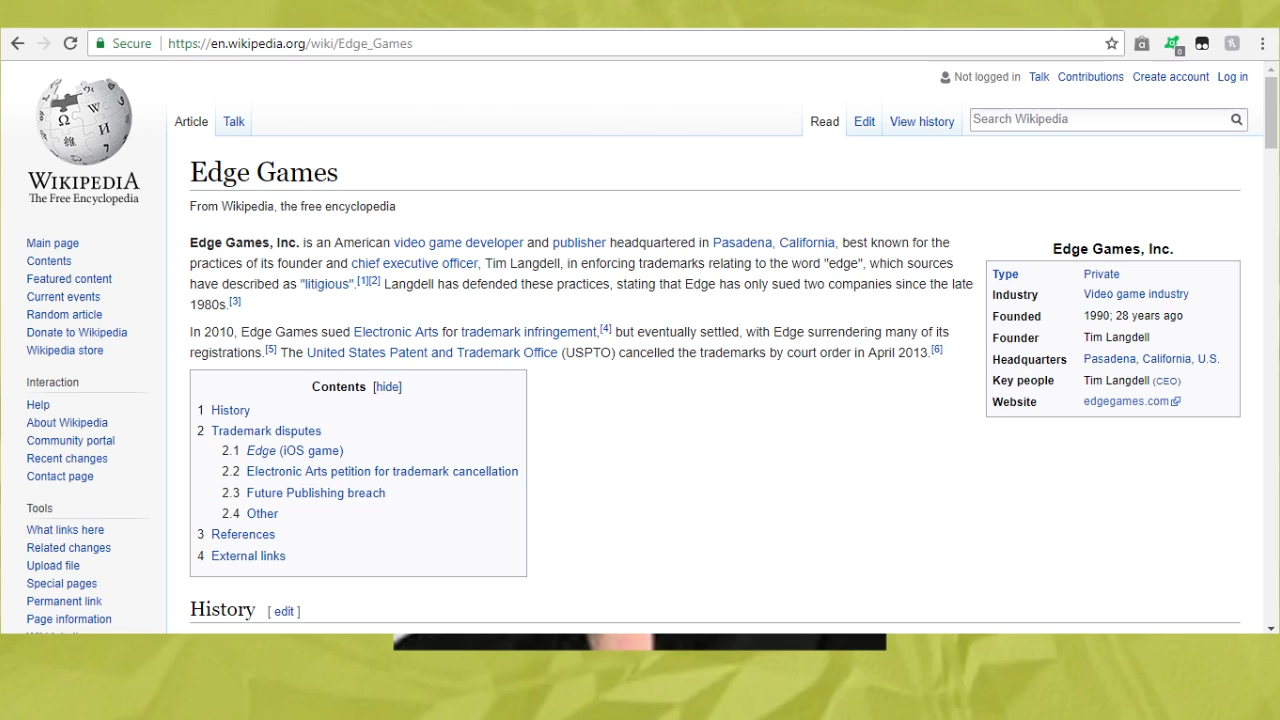 Secure
https://en.wikipedia.org/wiki/Edge_Games
Not logged in Talk Contributions Create account Log in
Article Talk
Read Edit View history
Search Wikipedia
WIKIPEDIA
The Free Encyclopedia
Main page
Contents
Featured content
Current events
Random article
Donate to Wikipedia
Wikipedia store
Interaction
Help
About Wikipedia
Community portal
Recent changes
Contact page
Tools
What links here
Related changes
Upload file
Special pages
Permanent link
Page information
Edge Games
From Wikipedia, the free encyclopedia
Edge Games, Inc. is an American video game developer and publisher headquartered in Pasadena, California, best known for the
practices of its founder and chief executive officer, Tim Langdell, in enforcing trademarks relating to the word "edge", which sources
have described as "litigious".[1][2] Langdell has defended these practices, stating that Edge has only sued two companies since the late
1980s.[3]
In 2010, Edge Games sued Electronic Arts for trademark infringement,[4] but eventually settled, with Edge surrendering many of its
registrations.[5] The United States Patent and Trademark Office (USPTO) cancelled the trademarks by court order in April 2013.[6]
Contents [hide]
1 History
2 Trademark disputes
2.1 Edge (iOS game)
2.2 Electronic Arts petition for trademark cancellation
2.3 Future Publishing breach
2.4 Other
3 References
4 External links
History [ edit ]
Edge Games, Inc.
Type Private
Industry Video game industry
Founded 1990; 28 years ago
Founder Tim Langdell
Headquarters Pasadena, California, U.S.
Key people Tim Langdell (CEO)
Website edgegames.com